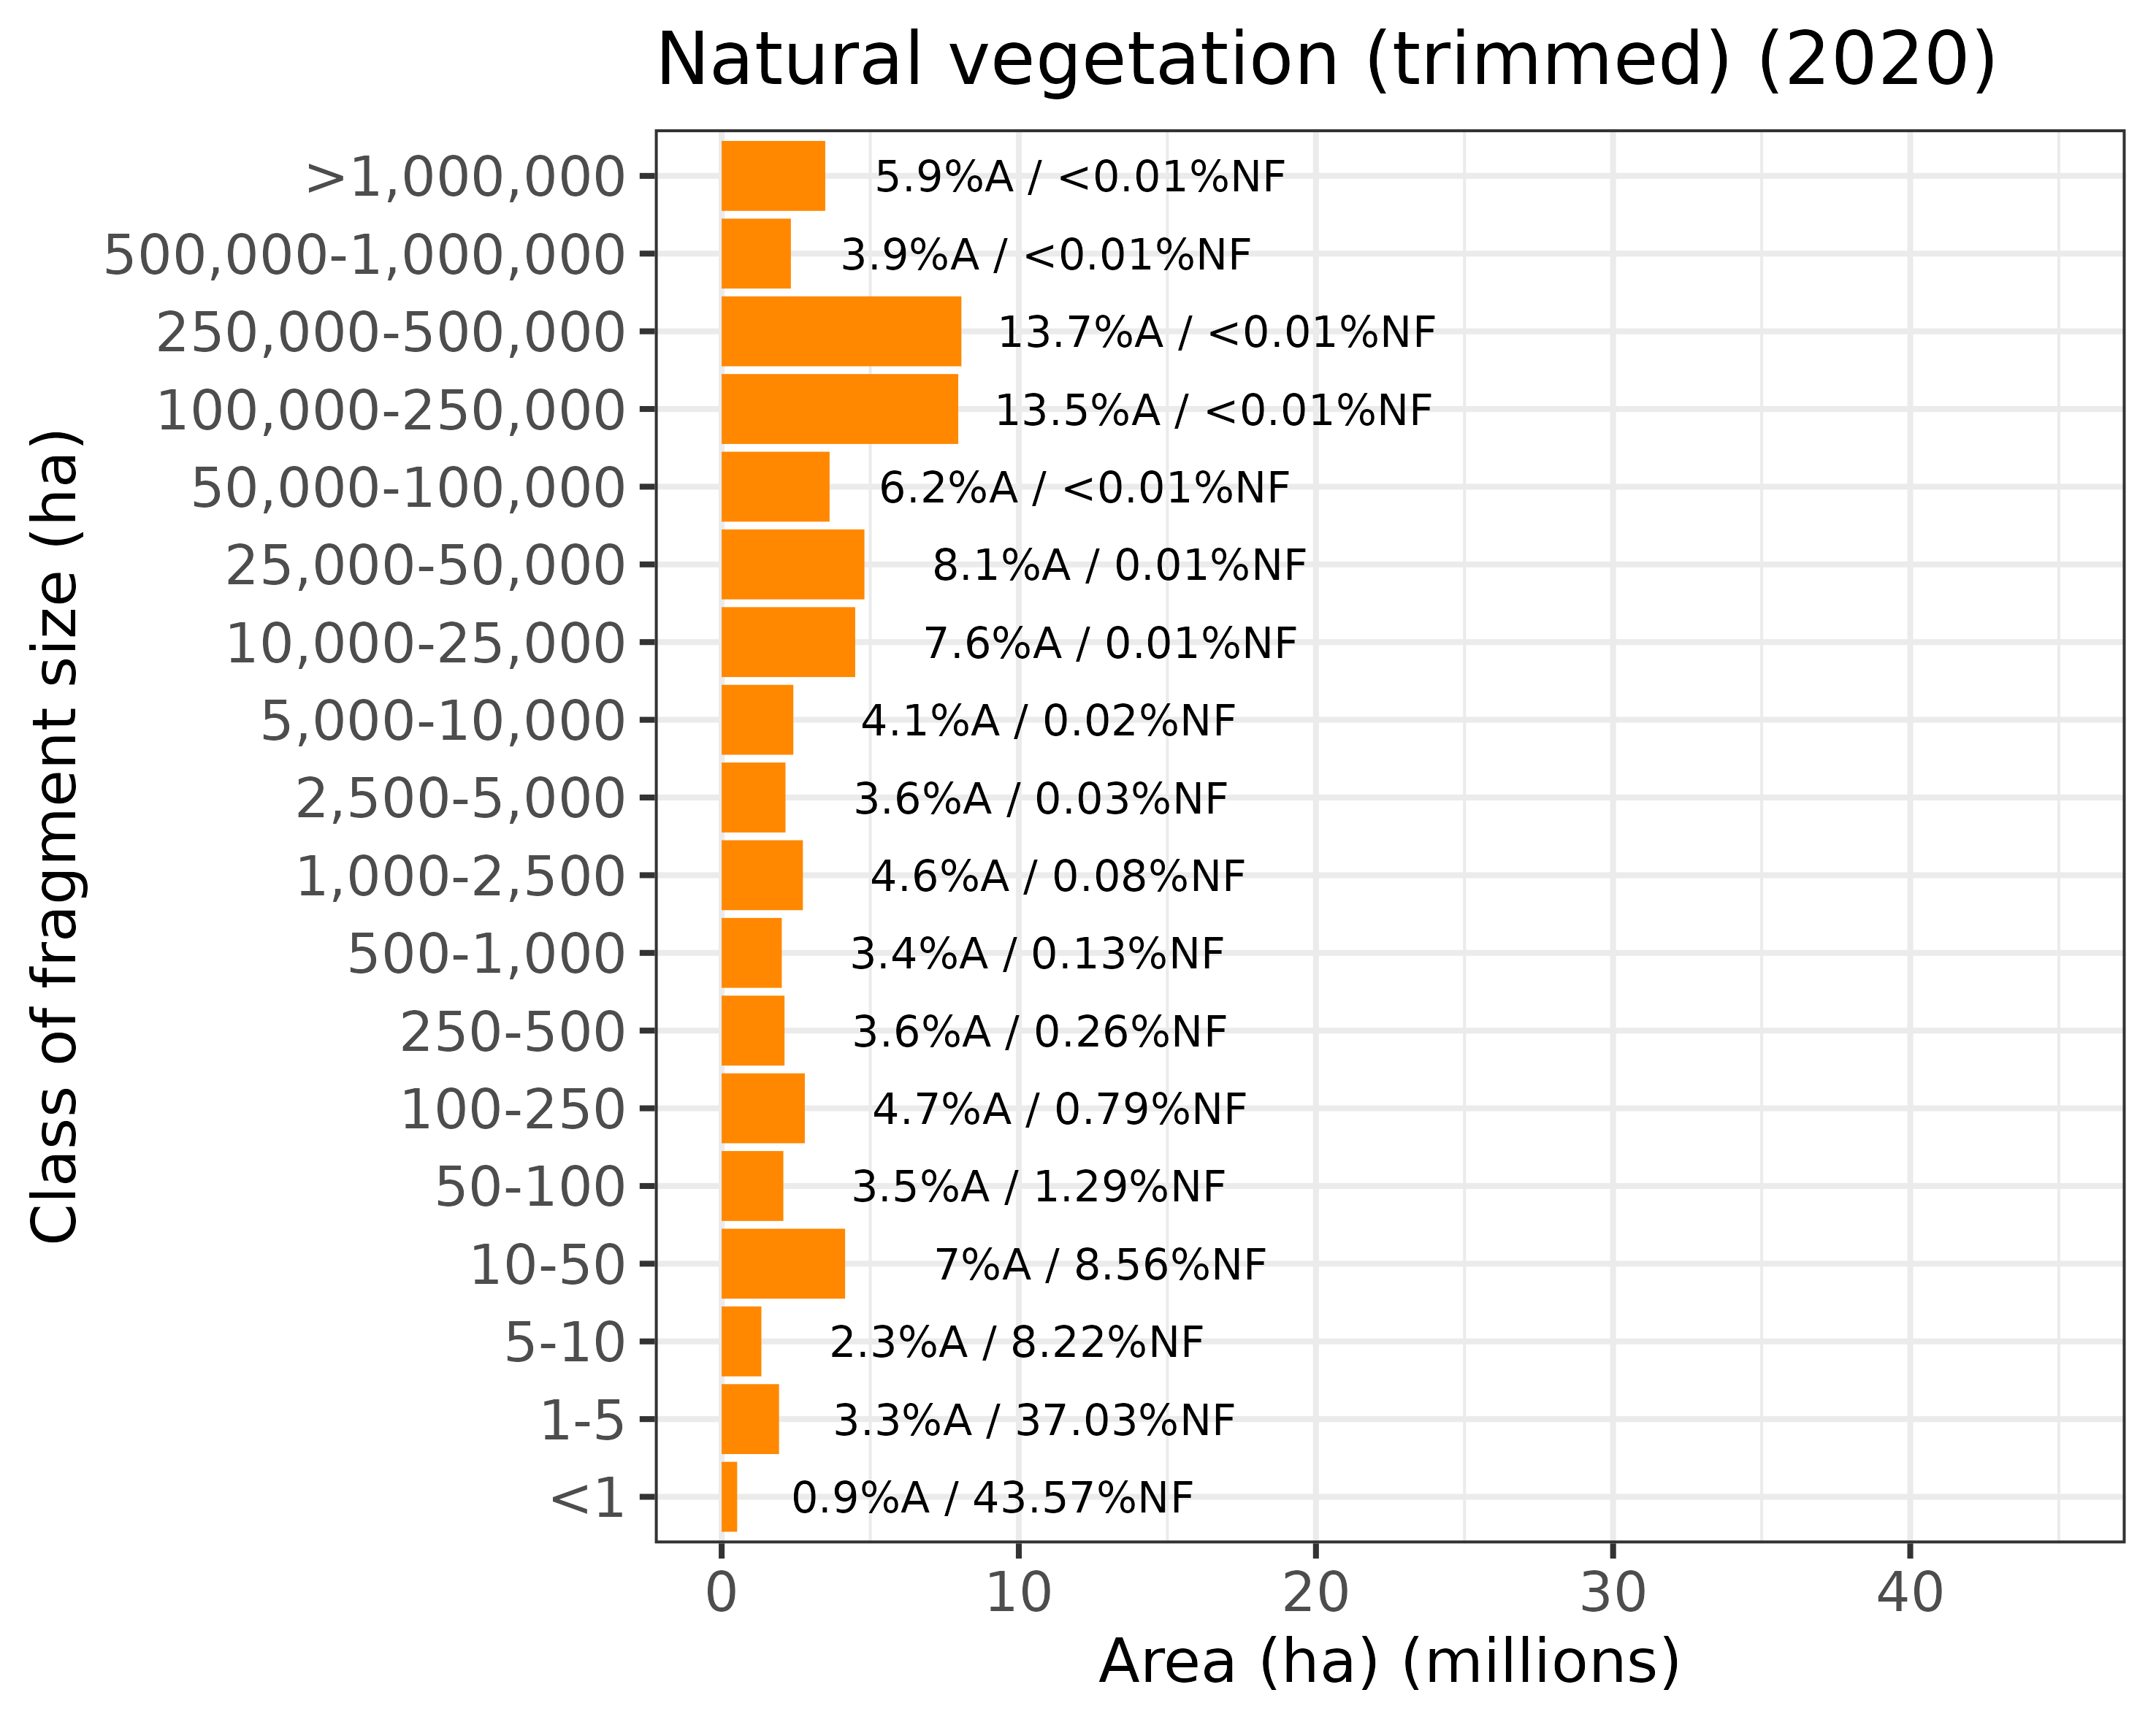 Natural vegetation (trimmed) (2020)
Class of fragment size (ha)
>1,000,000 5.9%A / <0.01%NF
500,000-1,000,000 3.9%A / <0.01%NF
250,000-500,000 13.7%A / <0.01%NF
100,000-250,000 13.5%A / <0.01%NF
50,000-100,000 6.2%A / <0.01%NF
25,000-50,000 8.1%A / 0.01%NF
10,000-25,000 7.6%A / 0.01%NF
5,000-10,000 4.1%A / 0.02%NF
2,500-5,000 3.6%A / 0.03%NF
1,000-2,500 4.6%A / 0.08%NF
500-1,000 3.4%A / 0.13%NF
250-500 3.6%A / 0.26%NF
100-250 4.7%A / 0.79%NF
50-100 3.5%A / 1.29%NF
10-50 7%A / 8.56%NF
5-10 2.3%A / 8.22%NF
1-5 3.3%A / 37.03%NF
<1 0.9%A / 43.57%NF
0 10 20 30 40
Area (ha) (millions)